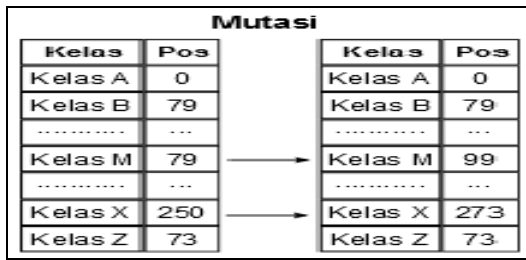 Mutasi
Kelas Pos Kelas Pos
Kelas A 0 Kelas A 0
Kelas B 79 Kelas B 79
........... ... ........... ...
Kelas M 79 Kelas M 99
........... ... ........... ...
Kelas X 250 Kelas X 273
Kelas Z 73 Kelas Z 73